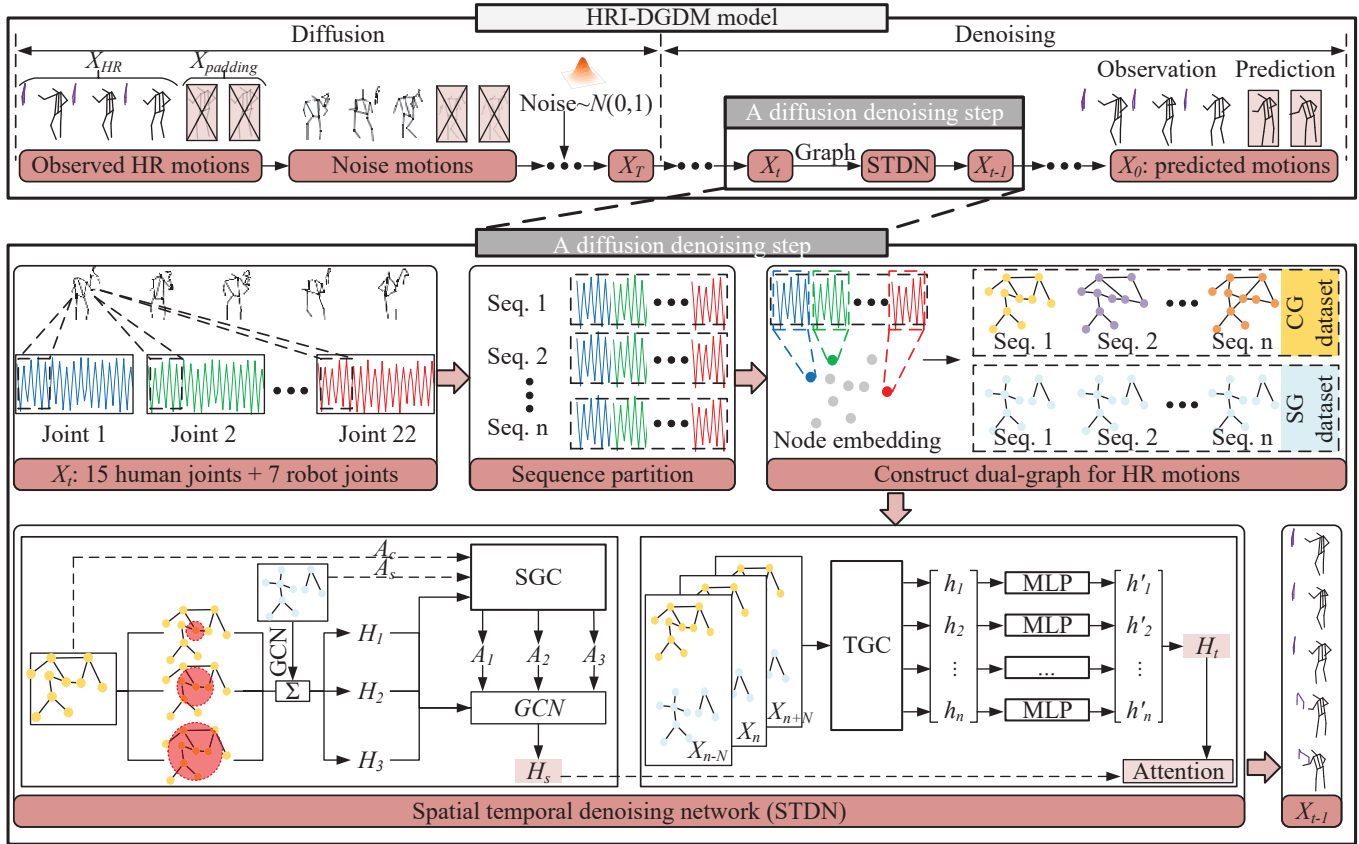 HRI-DGDM model
Diffusion
Denoising
X_HR
X_padding
Noise~N(0,1)
Observation
Prediction
A diffusion denoising step
Observed HR motions
Noise motions
X_T
X_t
Graph
STDN
X_{t-1}
X_0: predicted motions
A diffusion denoising step
Joint 1
Joint 2
Joint 22
X_t: 15 human joints + 7 robot joints
Seq. 1
Seq. 2
Seq. n
Sequence partition
Node embedding
Seq. 1
Seq. 2
Seq. n
CG dataset
Seq. 1
Seq. 2
Seq. n
SG dataset
Construct dual-graph for HR motions
A_c
A_s
GCN
Σ
H_1
H_2
H_3
SGC
A_1
A_2
A_3
GCN
H_s
X_{n-N}
X_n
X_{n+N}
TGC
h_1
h_2
⋮
h_n
MLP
MLP
...
MLP
h'_1
h'_2
⋮
h'_n
H_t
Attention
Spatial temporal denoising network (STDN)
X_{t-1}